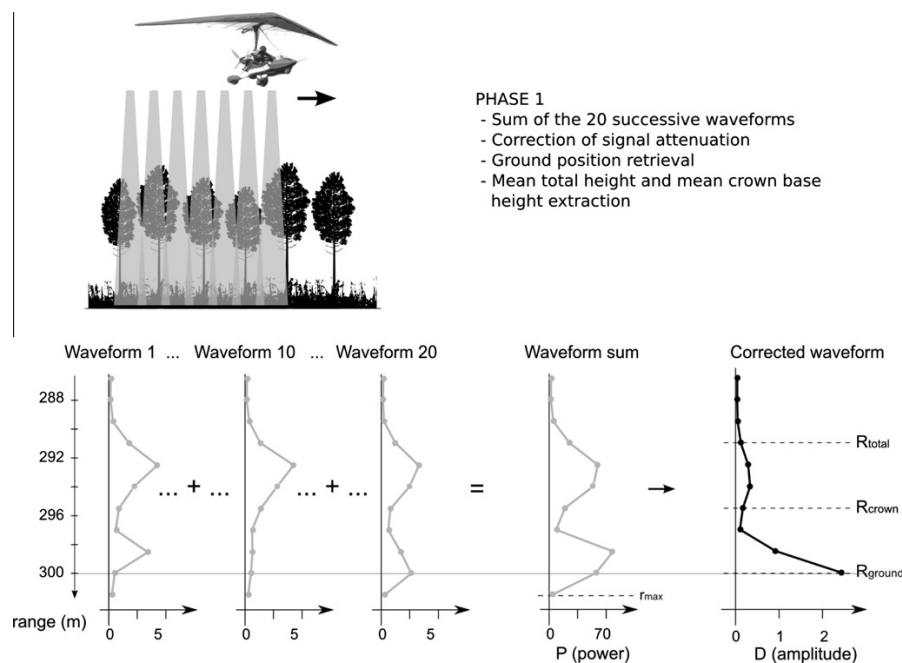 PHASE 1
- Sum of the 20 successive waveforms
- Correction of signal attenuation
- Ground position retrieval
- Mean total height and mean crown base
height extraction
Waveform 1 ... Waveform 10 ... Waveform 20 Waveform sum Corrected waveform
288
292
296
300
range (m)
... + ... ... + ... =
Rtotal
Rcrown
Rground
rmax
0 5 0 5 0 5 0 70 0 1 2
P (power) D (amplitude)